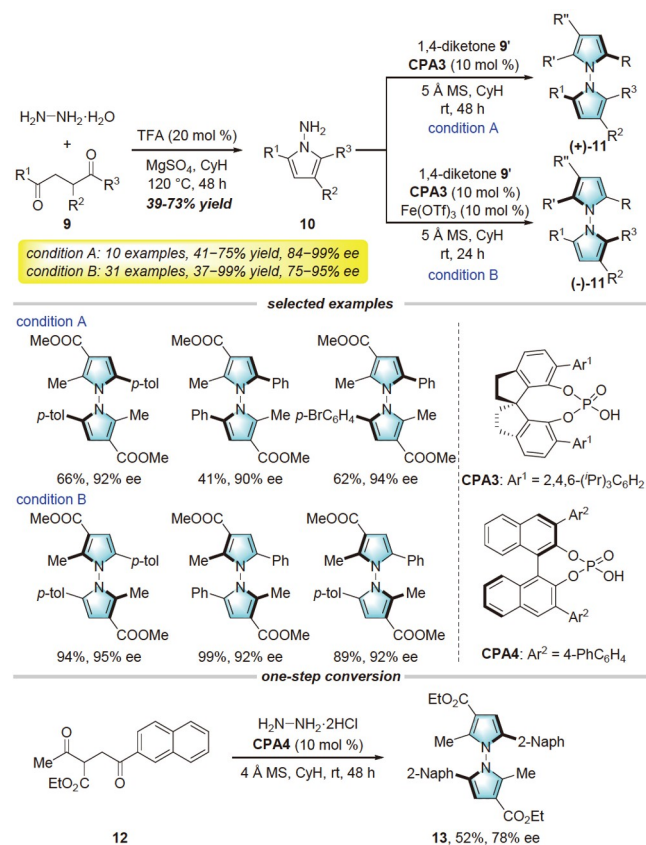 H₂N–NH₂·H₂O
+
R¹
O
O
R³
R²
9
TFA (20 mol %)
MgSO₄, CyH
120 °C, 48 h
39-73% yield
NH₂
N
R¹
R³
R²
10
1,4-diketone 9'
CPA3 (10 mol %)
5 Å MS, CyH
rt, 48 h
condition A
R''
R'
N
R
R¹
N
R³
R²
(+)-11
1,4-diketone 9'
CPA3 (10 mol %)
Fe(OTf)₃ (10 mol %)
5 Å MS, CyH
rt, 24 h
condition B
R''
R'
N
R
R¹
N
R³
R²
(-)-11
condition A: 10 examples, 41–75% yield, 84–99% ee
condition B: 31 examples, 37–99% yield, 75–95% ee
selected examples
condition A
MeOOC
Me
N
p-tol
p-tol
N
Me
COOMe
66%, 92% ee
MeOOC
Me
N
Ph
Ph
N
Me
COOMe
41%, 90% ee
MeOOC
Me
N
Ph
p-BrC₆H₄
N
Me
COOMe
62%, 94% ee
condition B
MeOOC
Me
N
p-tol
p-tol
N
Me
COOMe
94%, 95% ee
MeOOC
Me
N
Ph
Ph
N
Me
COOMe
99%, 92% ee
MeOOC
Me
N
Ph
p-tol
N
Me
COOMe
89%, 92% ee
Ar¹
O
O
P
O
OH
Ar¹
CPA3: Ar¹ = 2,4,6-(ⁱPr)₃C₆H₂
Ar²
O
O
P
O
OH
Ar²
CPA4: Ar² = 4-PhC₆H₄
one-step conversion
O
Me
EtO₂C
O
12
H₂N–NH₂·2HCl
CPA4 (10 mol %)
4 Å MS, CyH, rt, 48 h
EtO₂C
Me
N
2-Naph
2-Naph
N
Me
CO₂Et
13, 52%, 78% ee